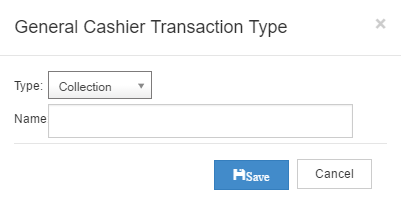 General Cashier Transaction Type ×
Type: Collection
Name
Save Cancel